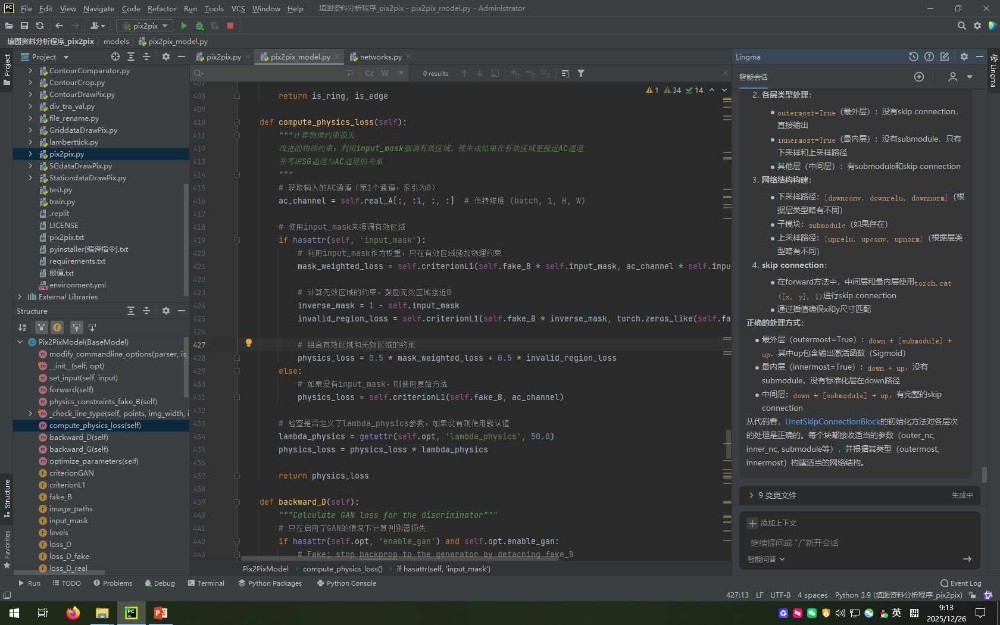 File Edit View Navigate Code Refactor Run Tools VCS Window Help 填图资料分析程序_pix2pix - pix2pix_model.py - Administrator
pix2pix
填图资料分析程序_pix2pix models pix2pix_model.py
Project
Project
ContourComparator.py
ContourCrop.py
ContourDrawPix.py
div_tra_val.py
file_rename.py
GriddataDrawPix.py
lamberttick.py
pix2pix.py
SGdataDrawPix.py
StationdataDrawPix.py
test.py
train.py
.replit
LICENSE
pix2pix.txt
pyinstaller[编译指令].txt
requirements.txt
极值.txt
environment.yml
External Libraries
Structure
Pix2PixModel(BaseModel)
modify_commandline_options(parser, is_
__init__(self, opt)
set_input(self, input)
forward(self)
physics_constraints_fake_B(self)
_check_line_type(self, points, img_width, i
compute_physics_loss(self)
backward_D(self)
backward_G(self)
optimize_parameters(self)
criterionGAN
criterionL1
fake_B
image_paths
input_mask
levels
loss_D
loss_D_fake
loss_D_real
Structure
Favorites
pix2pix.py pix2pix_model.py networks.py
Cc W .* 0 results
1 34 14
407
408 return is_ring, is_edge
409
410 def compute_physics_loss(self):
411 """计算物理约束损失
412 改进的物理约束：利用input_mask强调有效区域，使生成结果在有效区域更接近AC通道
413 并考虑SG通道与AC通道的关系
414 """
415 # 获取输入的AC通道（第1个通道，索引为0）
416 ac_channel = self.real_A[:, :1, :, :]  # 保持维度 (batch, 1, H, W)
417
418 # 使用input_mask来强调有效区域
419 if hasattr(self, 'input_mask'):
420 # 利用input_mask作为权重，只在有效区域施加物理约束
421 mask_weighted_loss = self.criterionL1(self.fake_B * self.input_mask, ac_channel * self.inpu
422
423 # 计算无效区域的约束，鼓励无效区域接近0
424 inverse_mask = 1 - self.input_mask
425 invalid_region_loss = self.criterionL1(self.fake_B * inverse_mask, torch.zeros_like(self.fa
426
427 # 组合有效区域和无效区域的约束
428 physics_loss = 0.5 * mask_weighted_loss + 0.5 * invalid_region_loss
429 else:
430 # 如果没有input_mask，则使用原始方法
431 physics_loss = self.criterionL1(self.fake_B, ac_channel)
432
433 # 检查是否定义了lambda_physics参数，如果没有则使用默认值
434 lambda_physics = getattr(self.opt, 'lambda_physics', 50.0)
435 physics_loss = physics_loss * lambda_physics
436
437 return physics_loss
438
439 def backward_D(self):
440 """Calculate GAN loss for the discriminator"""
441 # 只在启用了GAN的情况下计算判别器损失
442 if hasattr(self.opt, 'enable_gan') and self.opt.enable_gan:
443 # Fake; stop backprop to the generator by detaching fake_B
Pix2PixModel compute_physics_loss() if hasattr(self, 'input_mask')
Lingma
Lingma
智能会话
2. 各层类型处理：
outermost=True（最外层）：没有skip connection，
直接输出
innermost=True（最内层）：没有submodule，只有
下采样和上采样路径
其他层（中间层）：有submodule和skip connection
3. 网络结构构建：
下采样路径：[downconv, downrelu, downnorm]（根
据层类型略有不同）
子模块：submodule（如果存在）
上采样路径：[uprelu, upconv, upnorm]（根据层类
型略有不同）
4. skip connection：
在forward方法中，中间层和最内层使用torch.cat
([x, y], 1)进行skip connection
通过插值确保x和y尺寸匹配
正确的处理方式：
最外层（outermost=True）：down + [submodule] +
up，其中up包含输出激活函数（Sigmoid）
最内层（innermost=True）：down + up，没有
submodule，没有标准化层在down路径
中间层：down + [submodule] + up，有完整的skip
connection
从代码看，UnetSkipConnectionBlock的初始化方法对各层次
的处理是正确的。每个块都接收适当的参数（outer_nc,
inner_nc, submodule等），并根据其类型（outermost,
innermost）构建适当的网络结构。
9 变更文件 生成中
添加上下文
继续提问或 "/"新开会话
智能问答
Run TODO Problems Debug Terminal Python Packages Python Console Event Log
427:13 LF UTF-8 4 spaces Python 3.9 (填图资料分析程序_pix2pix)
英 拼
9:13
2025/12/26